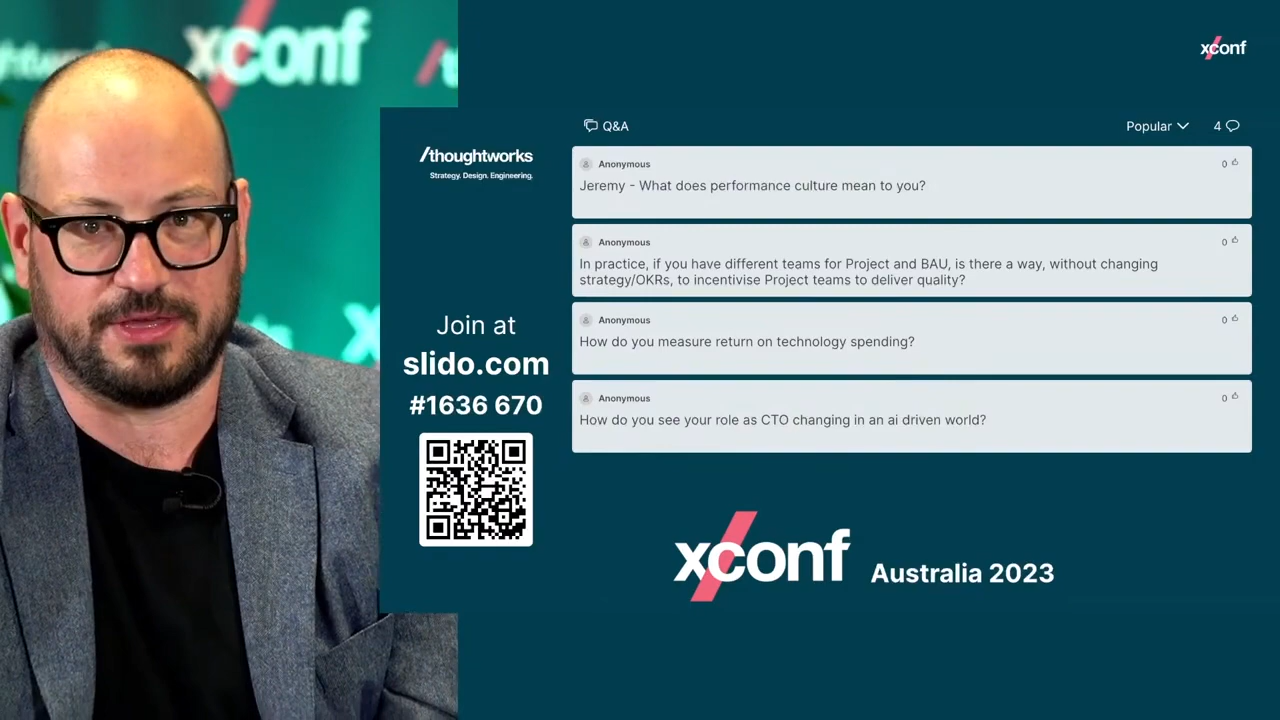 xconf
xconf
/thoughtworks
Strategy. Design. Engineering.
Join at
slido.com
#1636 670
Q&A
Popular
4
Anonymous
0
Jeremy - What does performance culture mean to you?
Anonymous
0
In practice, if you have different teams for Project and BAU, is there a way, without changing
strategy/OKRs, to incentivise Project teams to deliver quality?
Anonymous
0
How do you measure return on technology spending?
Anonymous
0
How do you see your role as CTO changing in an ai driven world?
xconf Australia 2023